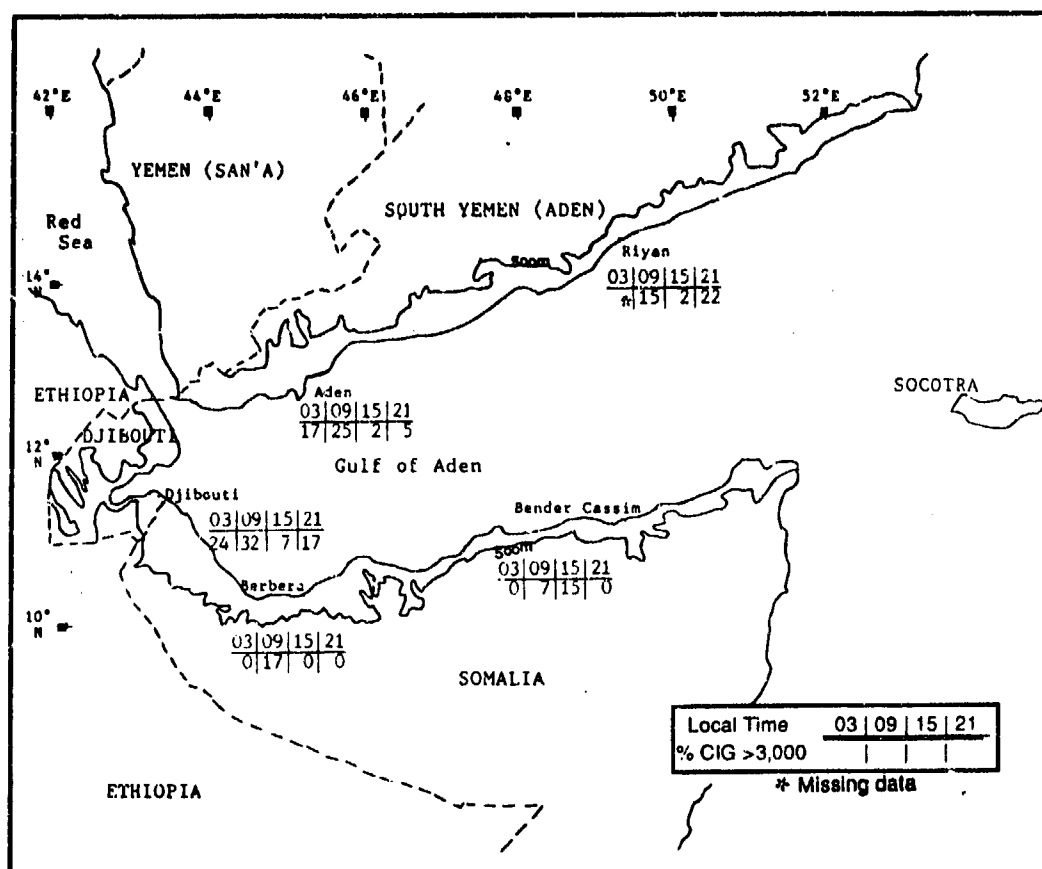 42°E 44°E 46°E 48°E 50°E 52°E
YEMEN (SAN'A)
SOUTH YEMEN (ADEN)
Red
Sea
Riyan
500m
14°
N
03 | 09 | 15 | 21
| 15 | 2 | 22
ETHIOPIA
SOCOTRA
Aden
03 | 09 | 15 | 21
17 | 25 | 2 | 5
DJIBOUTI
12°
N
Gulf of Aden
Djibouti
03 | 09 | 15 | 21
24 | 32 | 7 | 17
Bender Cassim
500m
03 | 09 | 15 | 21
0 | 7 | 15 | 0
Berbera
10°
N
03 | 09 | 15 | 21
0 | 17 | 0 | 0
SOMALIA
Local Time 03 | 09 | 15 | 21
% CIG >3,000 | | |
* Missing data
ETHIOPIA